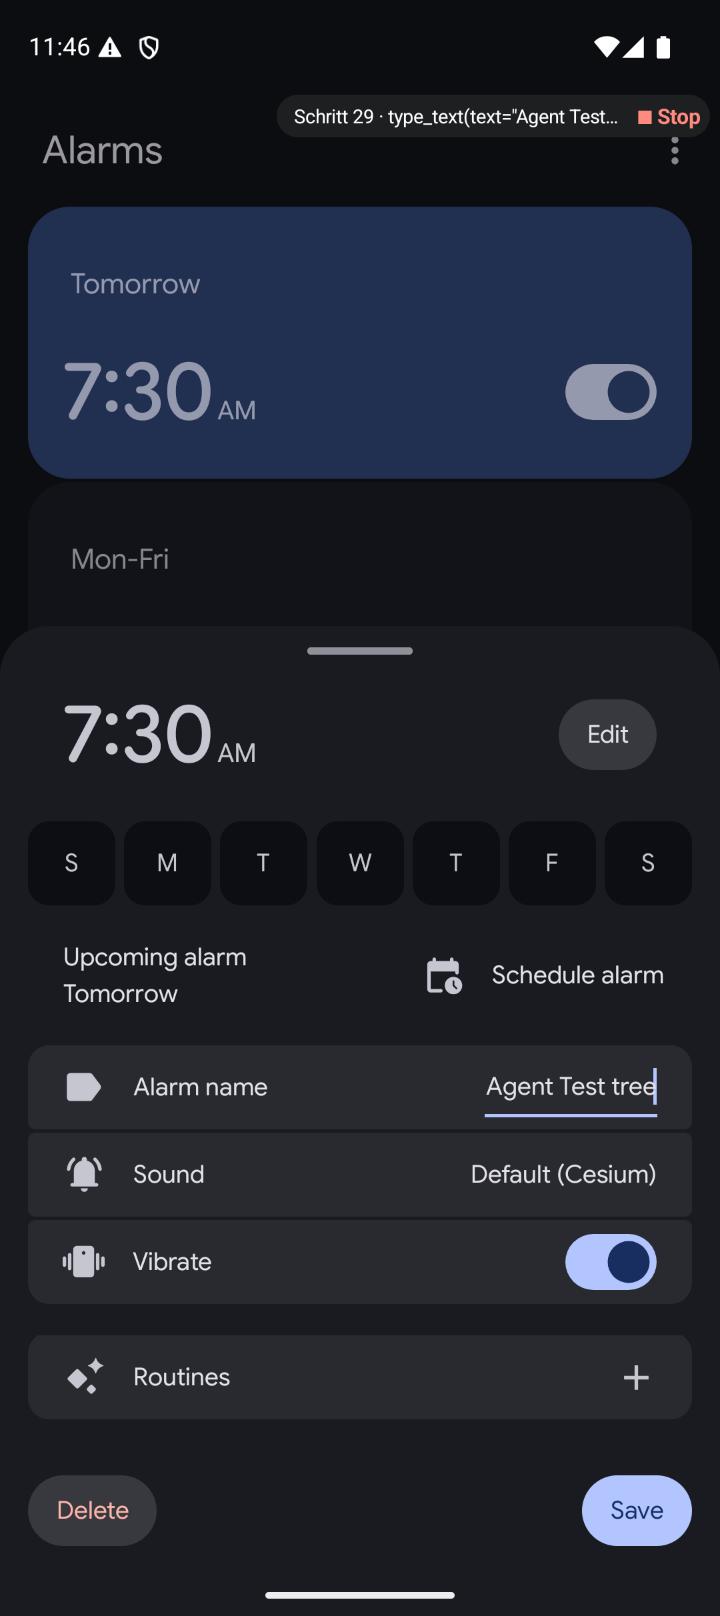 11:46
Schritt 29 · type_text(text="Agent Test... Stop
Alarms
Tomorrow
7:30 AM
Mon-Fri
7:30 AM
Edit
S M T W T F S
Upcoming alarm
Tomorrow
Schedule alarm
Alarm name Agent Test tree
Sound Default (Cesium)
Vibrate
Routines
Delete Save